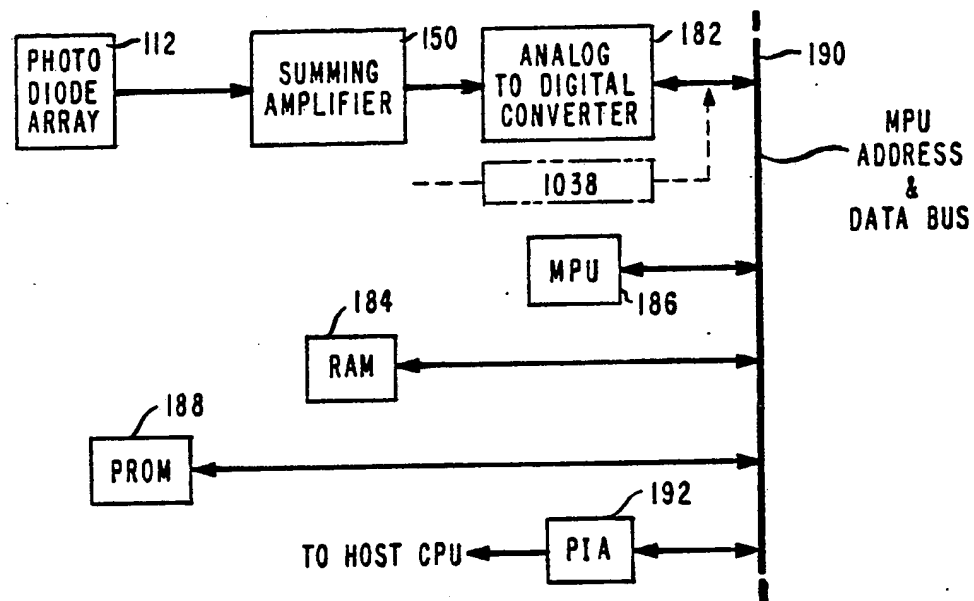 PHOTO
DIODE
ARRAY
112
SUMMING
AMPLIFIER
150
ANALOG
TO DIGITAL
CONVERTER
182
190
MPU
ADDRESS
&
DATA BUS
1038
MPU
186
184
RAM
188
PROM
192
TO HOST CPU
PIA